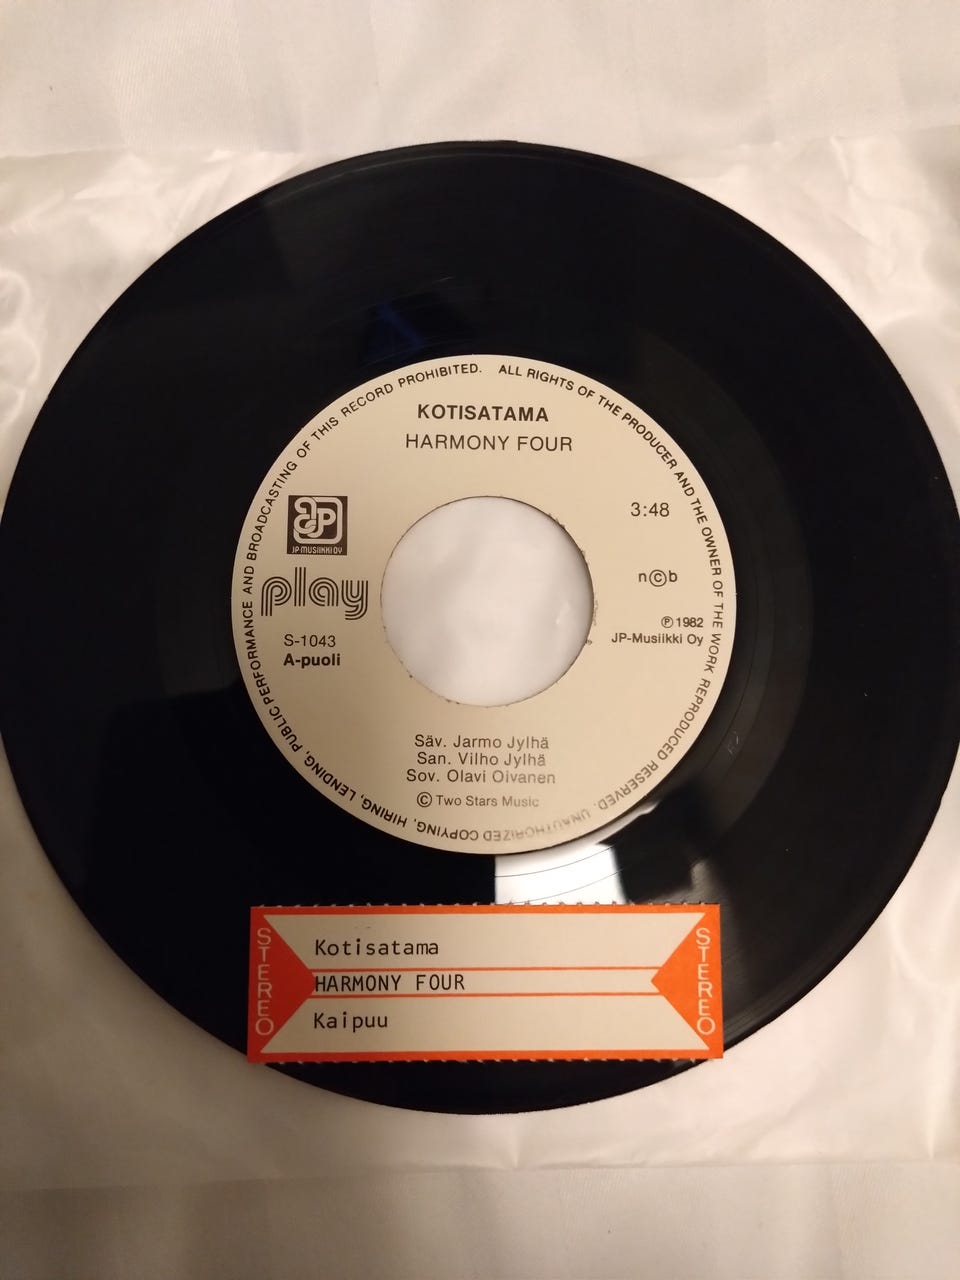 UNAUTHORIZED COPYING, HIRING, LENDING, PUBLIC PERFORMANCE AND BROADCASTING OF THIS RECORD PROHIBITED. ALL RIGHTS OF THE PRODUCER AND THE OWNER OF THE WORK REPRODUCED RESERVED.
KOTISATAMA
HARMONY FOUR
JP
JP MUSIIKKI OY
play
S-1043
A-puoli
3:48
n©b
℗ 1982
JP-Musiikki Oy
Säv. Jarmo Jylhä
San. Vilho Jylhä
Sov. Olavi Oivanen
© Two Stars Music
STEREO
Kotisatama
HARMONY FOUR
Kaipuu
STEREO